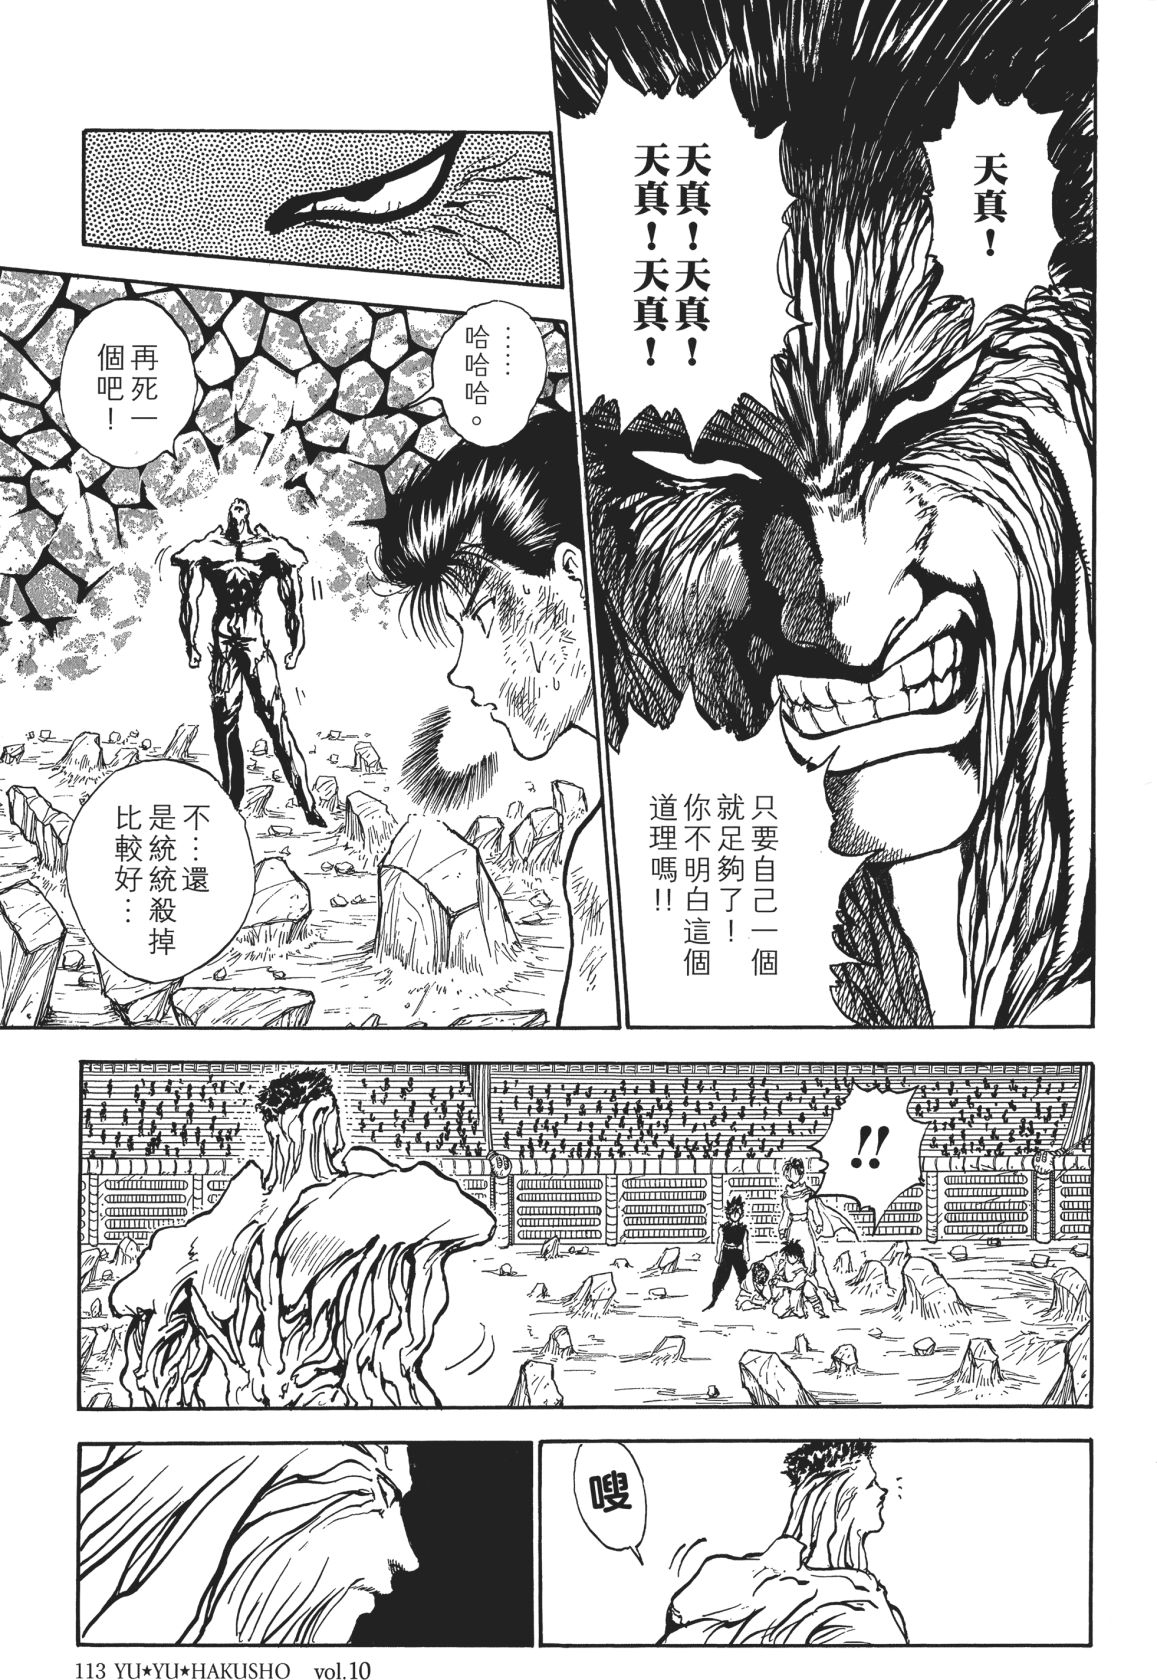 天真！
天真！天真！
天真！天真！
只要自己一個
就足夠了！
你不明白這個
道理嗎!!
……
哈哈哈。
再死一
個吧！
不…還
是統統殺掉
比較好…
!!
嗖
113 YU★YU★HAKUSHO vol.10